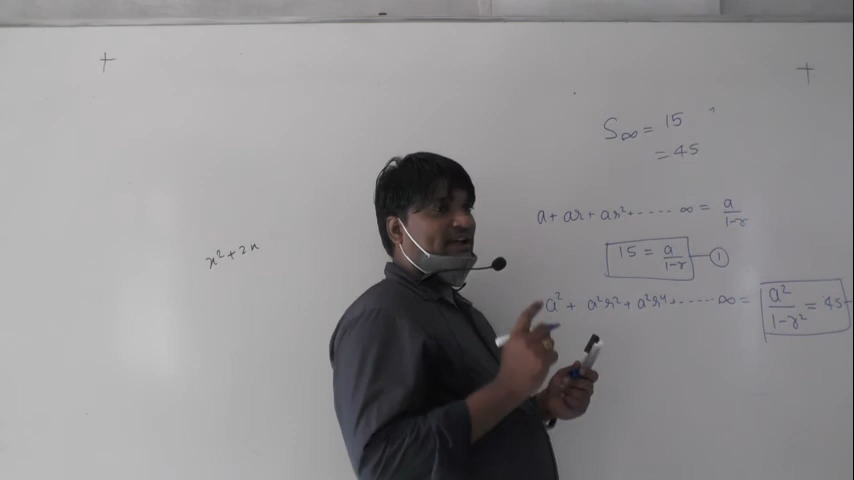 S∞ = 15
= 45
a + ar + ar² + ..... ∞ = a/1-r
15 = a/1-r ①
x² + 2x
a² + a²r² + a²r⁴ + ..... ∞ = a²/1-r² = 45